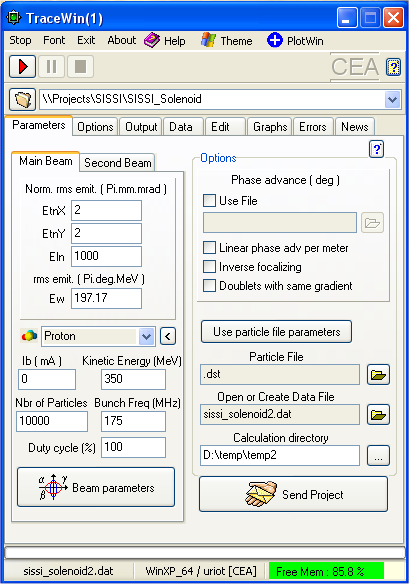 TraceWin(1)
Stop Font Exit About Help Theme PlotWin
CEA ?
\\Projects\SISSI\SISSI_Solenoid
Parameters Options Output Data Edit Graphs Errors News
?
Main Beam Second Beam
Norm. rms emit. ( Pi.mm.mrad )
EtnX 2
EtnY 2
Eln 1000
rms emit. ( Pi.deg.MeV )
Ew 197.17
Proton <
Ib ( mA ) Kinetic Energy (MeV)
0 350
Nbr of Particles Bunch Freq (MHz)
10000 175
Duty cycle (%) 100
α γ β Beam parameters
Options
Phase advance ( deg )
Use File
Linear phase adv per meter
Inverse focalizing
Doublets with same gradient
Use particle file parameters
Particle File
.dst
Open or Create Data File
sissi_solenoid2.dat
Calculation directory
D:\temp\temp2 ...
Send Project
sissi_solenoid2.dat WinXP_64 / uriot [CEA] Free Mem : 85.8 %